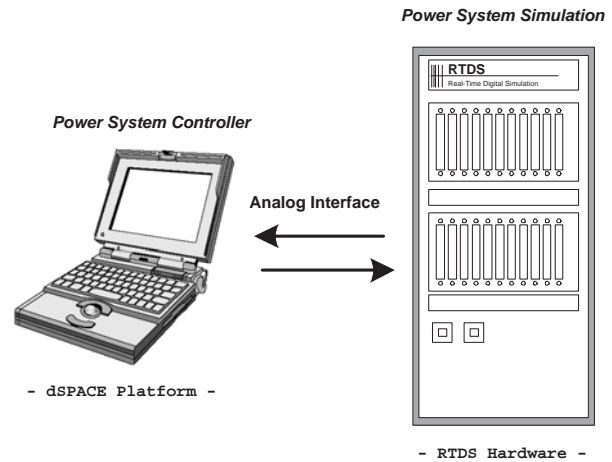 Power System Simulation
RTDS
Real-Time Digital Simulation
Power System Controller
Analog Interface
- dSPACE Platform -
- RTDS Hardware -